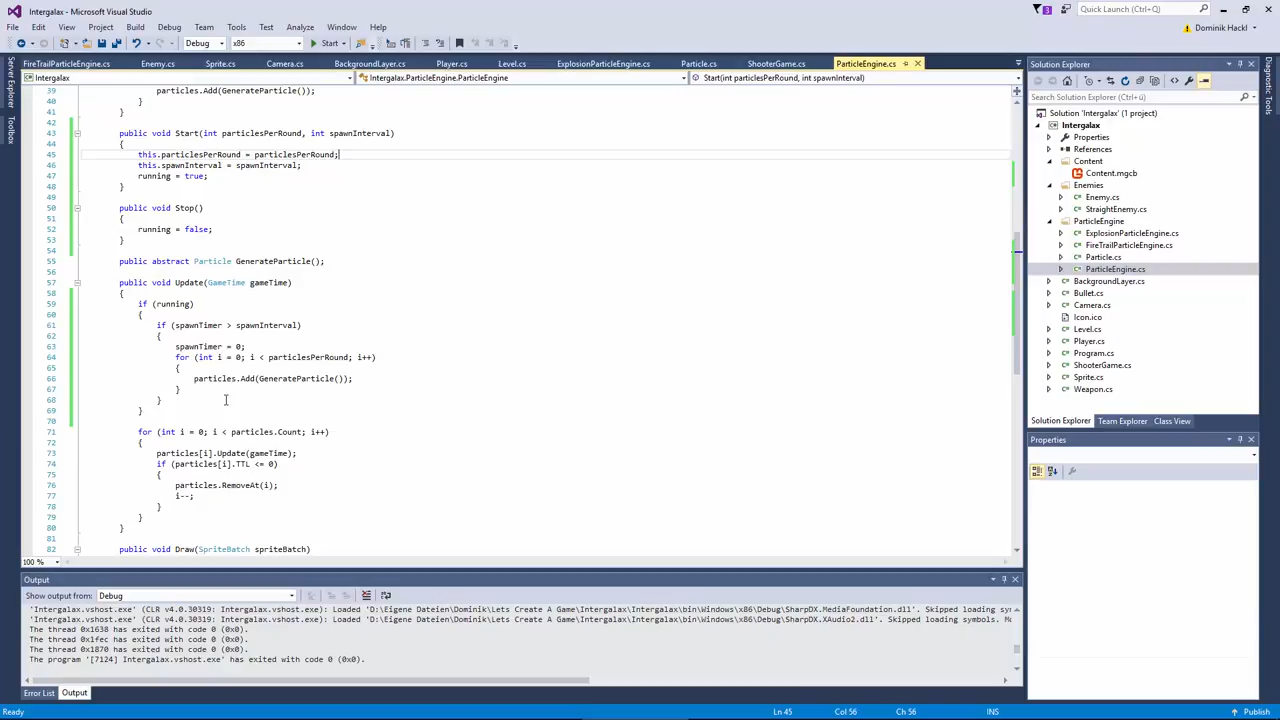 Intergalax - Microsoft Visual Studio
3
Quick Launch (Ctrl+Q)
File Edit View Project Build Debug Team Tools Test Analyze Window Help
Dominik Hackl
Debug x86 Start
FireTrailParticleEngine.cs Enemy.cs Sprite.cs Camera.cs BackgroundLayer.cs Player.cs Level.cs ExplosionParticleEngine.cs Particle.cs ShooterGame.cs ParticleEngine.cs
Intergalax Intergalax.ParticleEngine.ParticleEngine Start(int particlesPerRound, int spawnInterval)
Server Explorer
Toolbox
39 particles.Add(GenerateParticle());
40 }
41 }
42
43 public void Start(int particlesPerRound, int spawnInterval)
44 {
45 this.particlesPerRound = particlesPerRound;
46 this.spawnInterval = spawnInterval;
47 running = true;
48 }
49
50 public void Stop()
51 {
52 running = false;
53 }
54
55 public abstract Particle GenerateParticle();
56
57 public void Update(GameTime gameTime)
58 {
59 if (running)
60 {
61 if (spawnTimer > spawnInterval)
62 {
63 spawnTimer = 0;
64 for (int i = 0; i < particlesPerRound; i++)
65 {
66 particles.Add(GenerateParticle());
67 }
68 }
69 }
70
71 for (int i = 0; i < particles.Count; i++)
72 {
73 particles[i].Update(gameTime);
74 if (particles[i].TTL <= 0)
75 {
76 particles.RemoveAt(i);
77 i--;
78 }
79 }
80 }
81
82 public void Draw(SpriteBatch spriteBatch)
100 %
Output
Show output from: Debug
'Intergalax.vshost.exe' (CLR v4.0.30319: Intergalax.vshost.exe): Loaded 'D:\Eigene Dateien\Dominik\Lets Create A Game\Intergalax\Intergalax\bin\Windows\x86\Debug\SharpDX.MediaFoundation.dll'. Skipped loading sy
'Intergalax.vshost.exe' (CLR v4.0.30319: Intergalax.vshost.exe): Loaded 'D:\Eigene Dateien\Dominik\Lets Create A Game\Intergalax\Intergalax\bin\Windows\x86\Debug\SharpDX.XAudio2.dll'. Skipped loading symbols. Mo
The thread 0x1638 has exited with code 0 (0x0).
The thread 0x1fec has exited with code 0 (0x0).
The thread 0x1870 has exited with code 0 (0x0).
The program '[7124] Intergalax.vshost.exe' has exited with code 0 (0x0).
Error List Output
Solution Explorer
Search Solution Explorer (Ctrl+ü)
Solution 'Intergalax' (1 project)
Intergalax
Properties
References
Content
Content.mgcb
Enemies
Enemy.cs
StraightEnemy.cs
ParticleEngine
ExplosionParticleEngine.cs
FireTrailParticleEngine.cs
Particle.cs
ParticleEngine.cs
BackgroundLayer.cs
Bullet.cs
Camera.cs
Icon.ico
Level.cs
Player.cs
Program.cs
ShooterGame.cs
Sprite.cs
Weapon.cs
Solution Explorer Team Explorer Class View
Properties
Diagnostic Tools
Ready Ln 45 Col 56 Ch 56 INS Publish